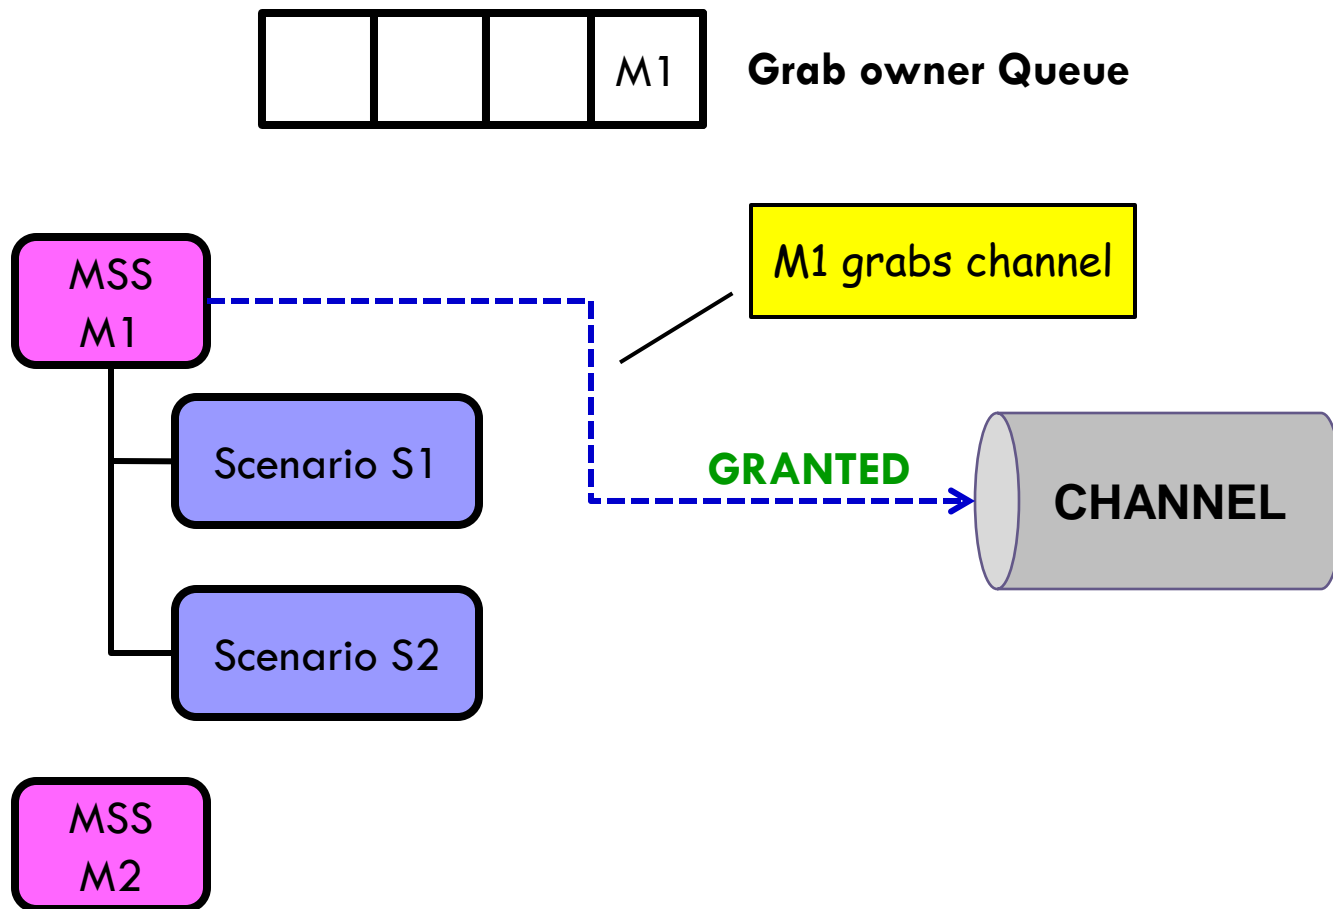 M1
Grab owner Queue
M1 grabs channel
MSS
M1
Scenario S1
GRANTED
CHANNEL
Scenario S2
MSS
M2